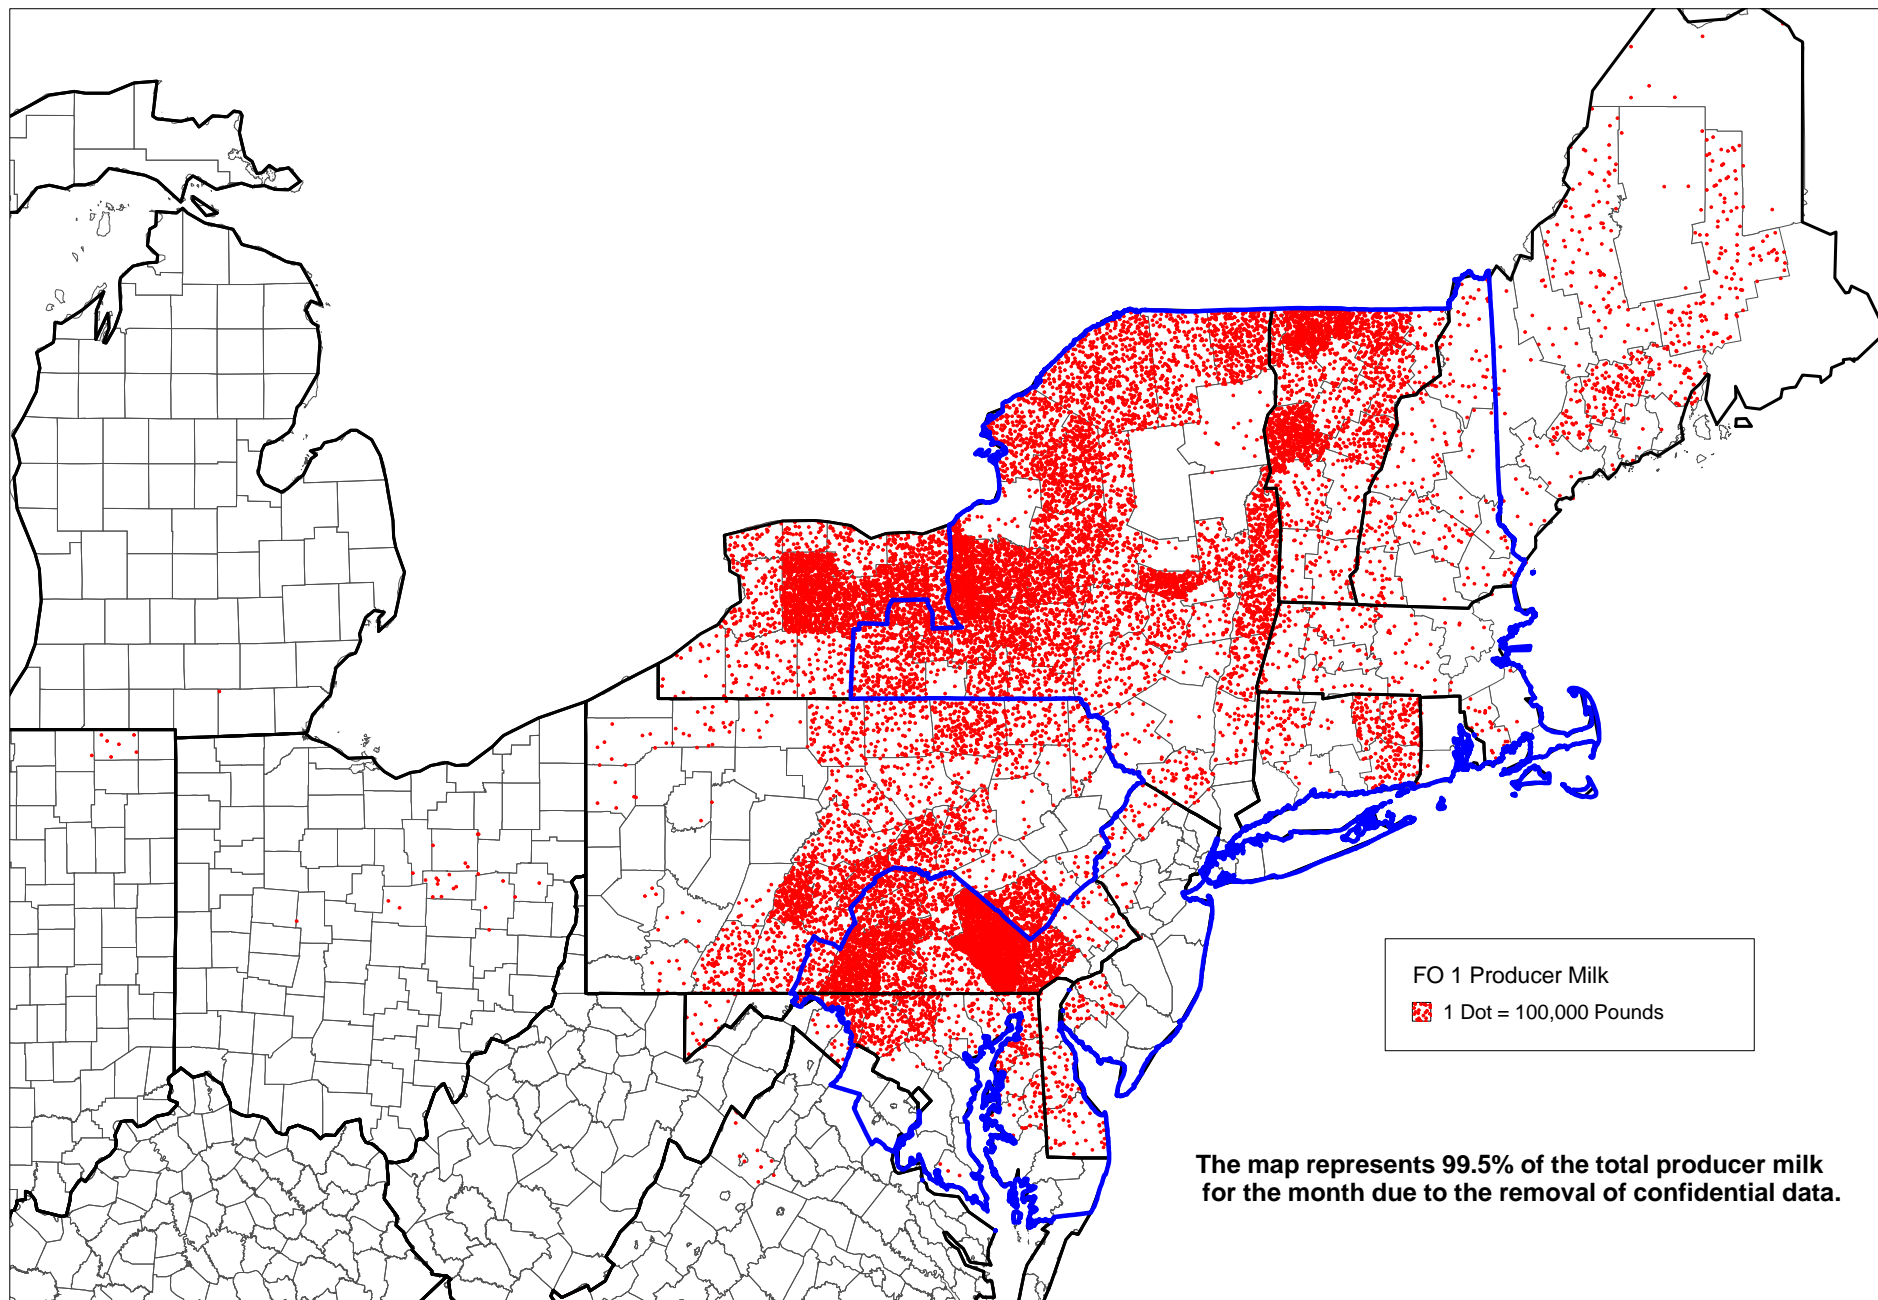 FO 1 Producer Milk
1 Dot = 100,000 Pounds
The map represents 99.5% of the total producer milk
for the month due to the removal of confidential data.